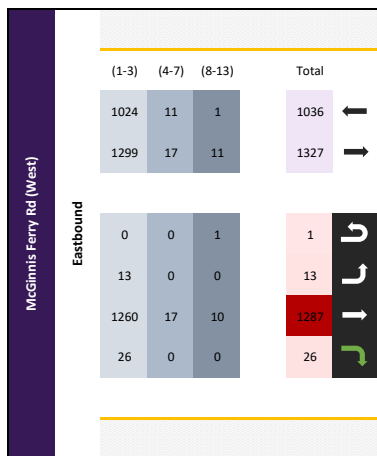 McGinnis Ferry Rd (West)
Eastbound
(1-3) (4-7) (8-13) Total
1024 11 1 1036
1299 17 11 1327
0 0 1 1
13 0 0 13
1260 17 10 1287
26 0 0 26